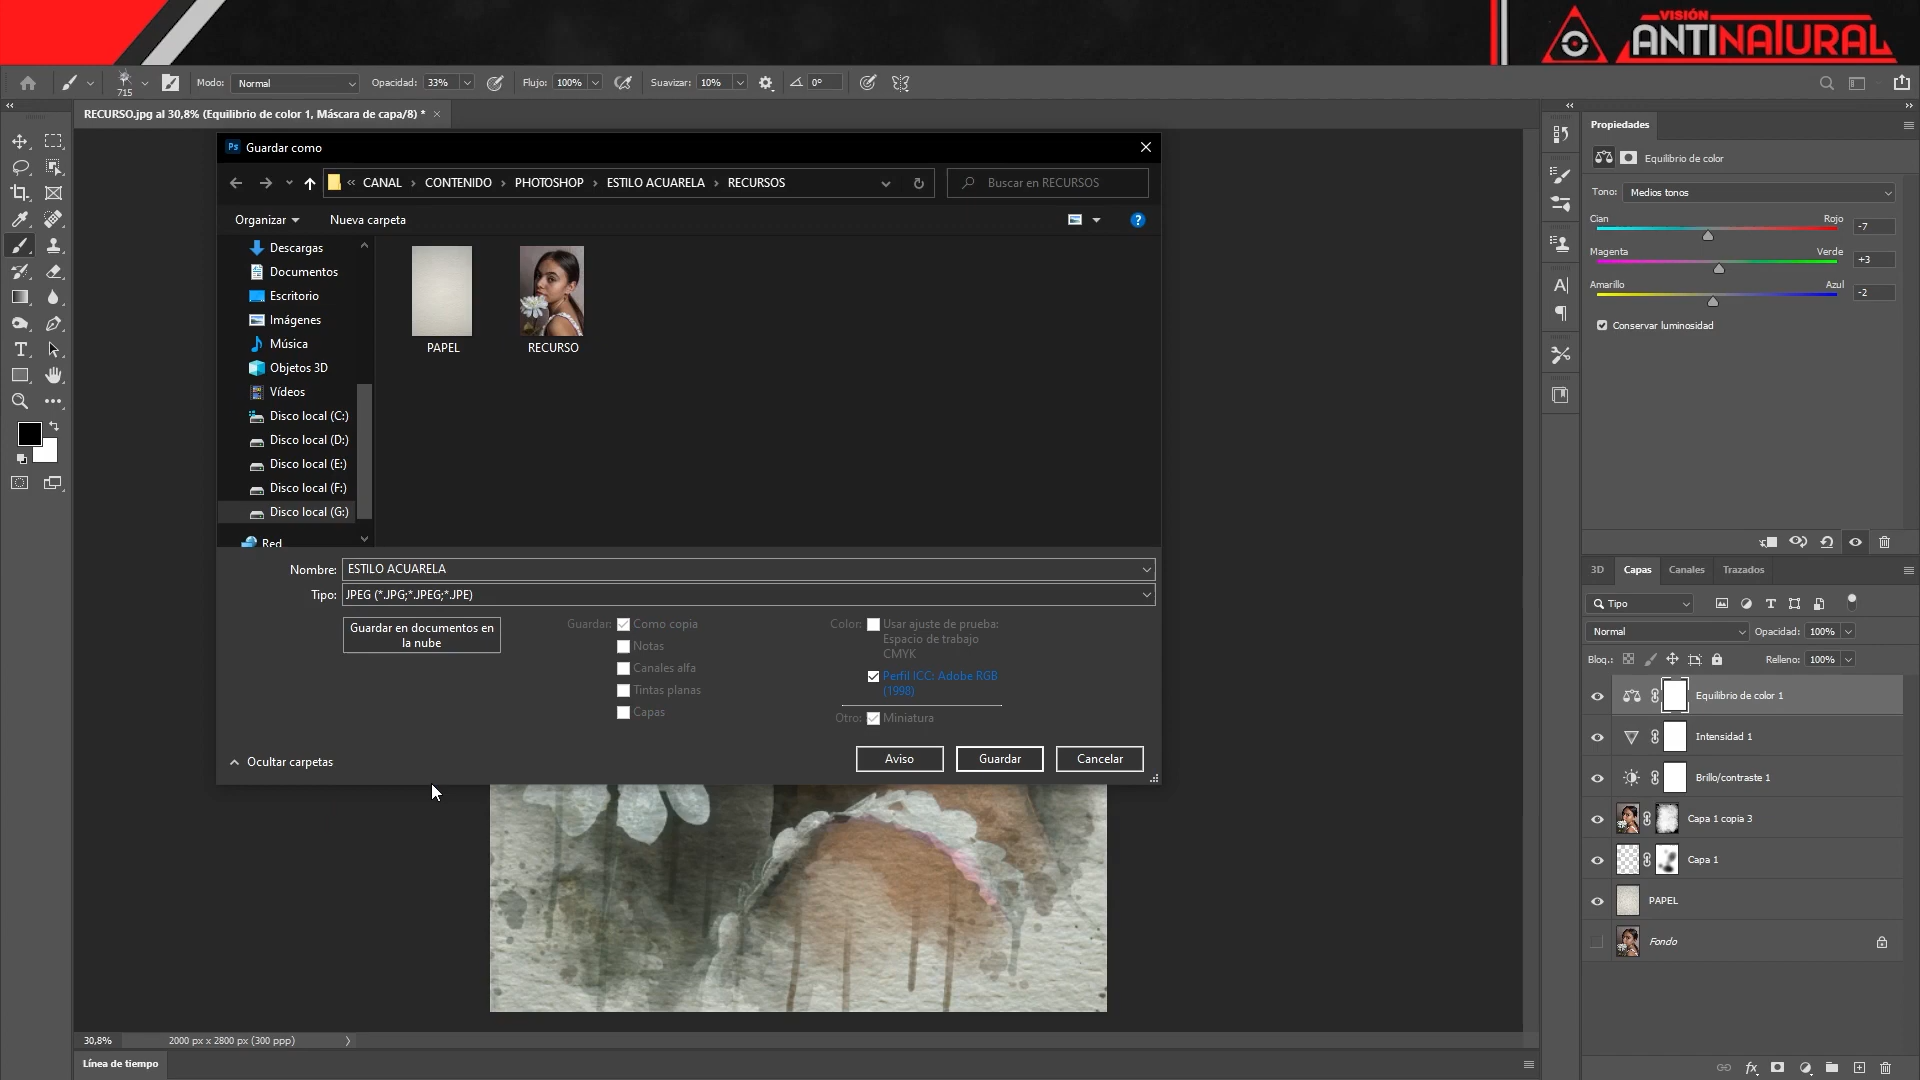 VISIÓN
ANTINATURAL
715
Modo: Normal
Opacidad: 33%
Flujo: 100%
Suavizar: 10%
0°
RECURSO.jpg al 30,8% (Equilibrio de color 1, Máscara de capa/8) *
Ps Guardar como
CANAL
CONTENIDO
PHOTOSHOP
ESTILO ACUARELA
RECURSOS
Buscar en RECURSOS
Organizar
Nueva carpeta
Descargas
Documentos
Escritorio
Imágenes
Música
Objetos 3D
Vídeos
Disco local (C:)
Disco local (D:)
Disco local (E:)
Disco local (F:)
Disco local (G:)
Red
PAPEL
RECURSO
Nombre: ESTILO ACUARELA
Tipo: JPEG (*.JPG;*.JPEG;*.JPE)
Guardar en documentos en
la nube
Guardar: Como copia
Notas
Canales alfa
Tintas planas
Capas
Color: Usar ajuste de prueba:
Espacio de trabajo
CMYK
Perfil ICC: Adobe RGB
(1998)
Otro: Miniatura
Ocultar carpetas
Aviso
Guardar
Cancelar
30,8%
2000 px x 2800 px (300 ppp)
Línea de tiempo
Propiedades
Equilibrio de color
Tono: Medios tonos
Cian
Rojo
-7
Magenta
Verde
+3
Amarillo
Azul
-2
Conservar luminosidad
3D
Capas
Canales
Trazados
Tipo
Normal
Opacidad: 100%
Bloq.:
Relleno: 100%
Equilibrio de color 1
Intensidad 1
Brillo/contraste 1
Capa 1 copia 3
Capa 1
PAPEL
Fondo